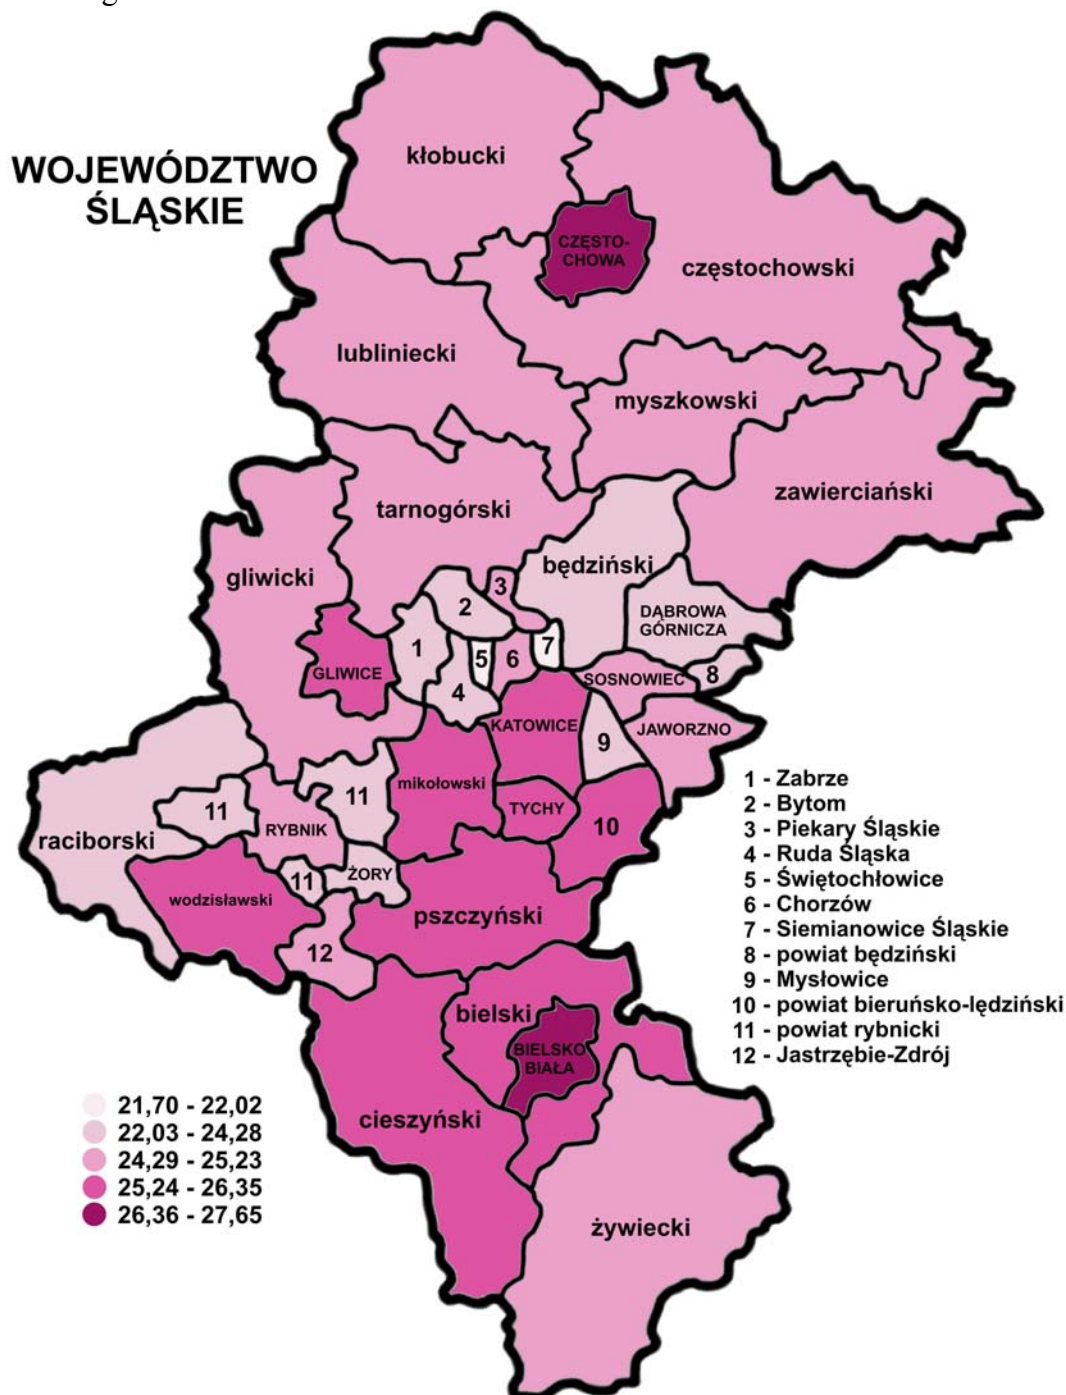 WOJEWÓDZTWO
ŚLĄSKIE
kłobucki
CZĘSTO-
CHOWA
częstochowski
lubliniecki
myszkowski
zawierciański
tarnogórski
gliwicki
będziński
3
2
DĄBROWA
GÓRNICZA
1
7
5
6
GLIWICE
SOSNOWIEC
8
4
KATOWICE
JAWORZNO
9
mikołowski
11
11
TYCHY
10
RYBNIK
raciborski
ŻORY
11
wodzisławski
pszczyński
12
bielski
BIELSKO
BIAŁA
cieszyński
żywiecki
1 - Zabrze
2 - Bytom
3 - Piekary Śląskie
4 - Ruda Śląska
5 - Świętochłowice
6 - Chorzów
7 - Siemianowice Śląskie
8 - powiat będziński
9 - Mysłowice
10 - powiat bieruńsko-lędziński
11 - powiat rybnicki
12 - Jastrzębie-Zdrój
21,70 - 22,02
22,03 - 24,28
24,29 - 25,23
25,24 - 26,35
26,36 - 27,65